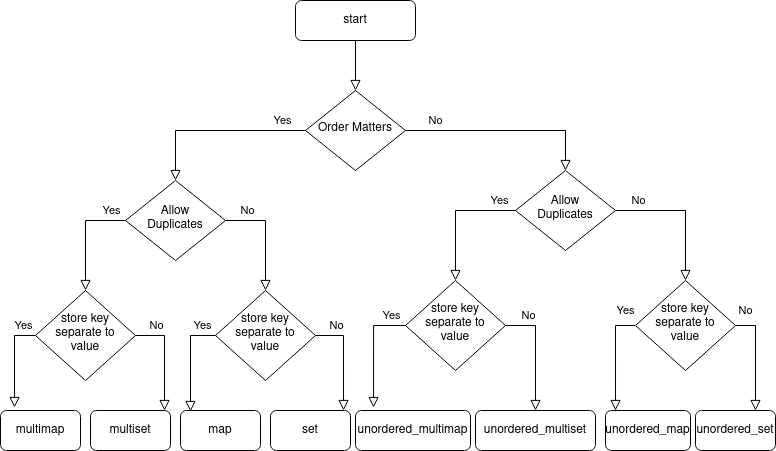 start
Order Matters
Yes
No
Allow
Duplicates
Yes
No
Allow
Duplicates
Yes
No
store key
separate to
value
Yes
No
store key
separate to
value
Yes
No
store key
separate to
value
Yes
No
store key
separate to
value
Yes
No
multimap
multiset
map
set
unordered_multimap
unordered_multiset
unordered_map
unordered_set